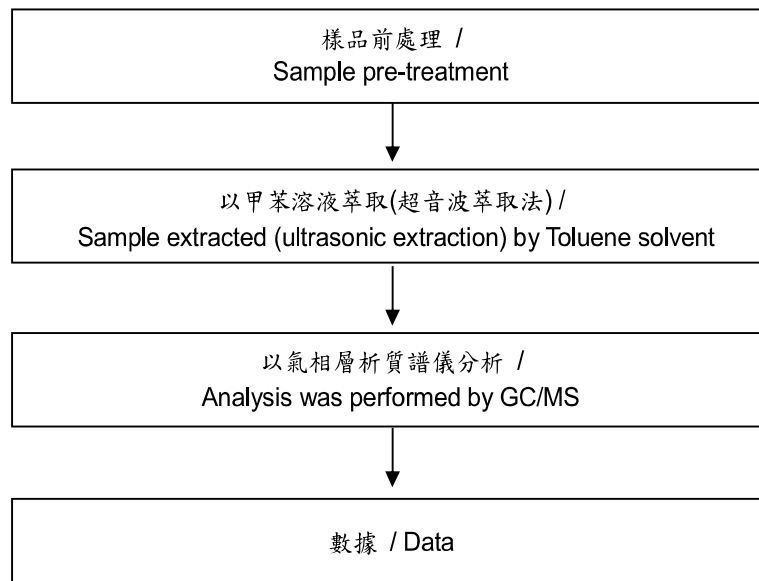 樣品前處理 /
Sample pre-treatment
以甲苯溶液萃取(超音波萃取法) /
Sample extracted (ultrasonic extraction) by Toluene solvent
以氣相層析質譜儀分析 /
Analysis was performed by GC/MS
數據 / Data